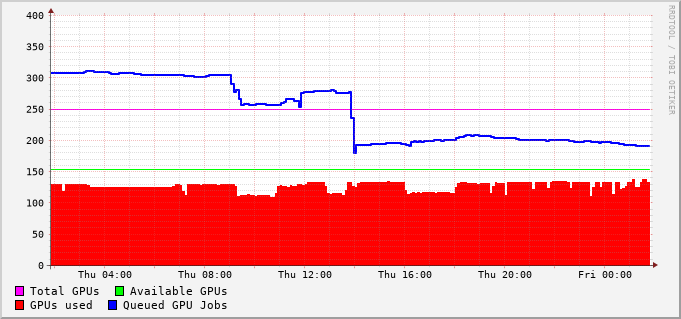 RRDTOOL / TOBI OETIKER
400
350
300
250
200
150
100
50
0
Thu 04:00 Thu 08:00 Thu 12:00 Thu 16:00 Thu 20:00 Fri 00:00
Total GPUs Available GPUs
GPUs used Queued GPU Jobs